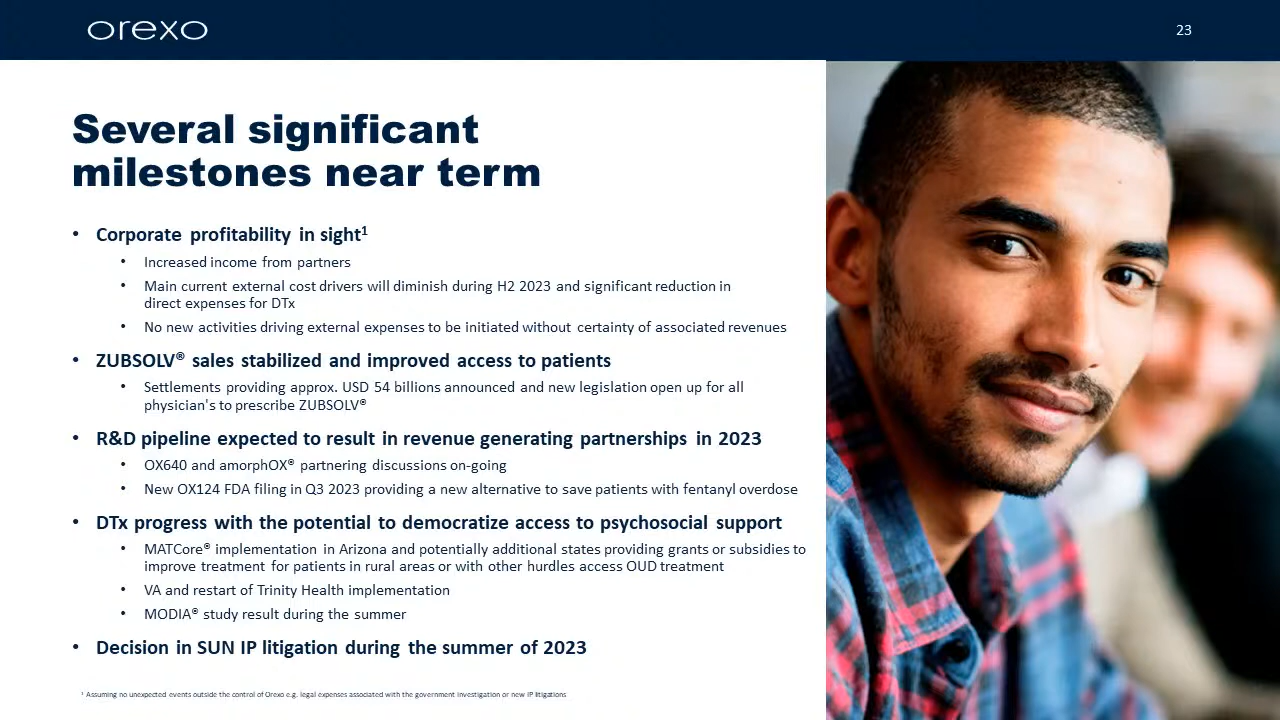 orexo
23
Several significant
milestones near term
• Corporate profitability in sight¹
• Increased income from partners
• Main current external cost drivers will diminish during H2 2023 and significant reduction in
direct expenses for DTx
• No new activities driving external expenses to be initiated without certainty of associated revenues
• ZUBSOLV® sales stabilized and improved access to patients
• Settlements providing approx. USD 54 billions announced and new legislation open up for all
physician's to prescribe ZUBSOLV®
• R&D pipeline expected to result in revenue generating partnerships in 2023
• OX640 and amorphOX® partnering discussions on-going
• New OX124 FDA filing in Q3 2023 providing a new alternative to save patients with fentanyl overdose
• DTx progress with the potential to democratize access to psychosocial support
• MATCore® implementation in Arizona and potentially additional states providing grants or subsidies to
improve treatment for patients in rural areas or with other hurdles access OUD treatment
• VA and restart of Trinity Health implementation
• MODIA® study result during the summer
• Decision in SUN IP litigation during the summer of 2023
¹ Assuming no unexpected events outside the control of Orexo e.g. legal expenses associated with the government investigation or new IP litigations